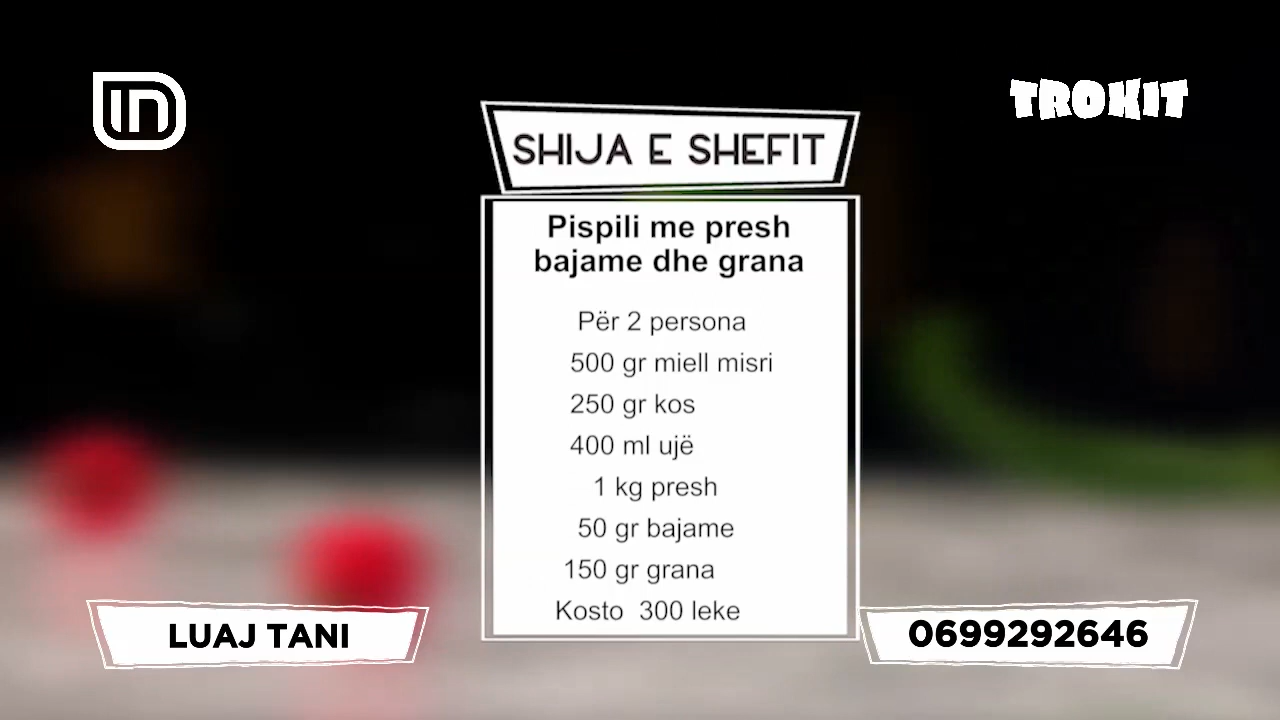 IN
TROKIT
SHIJA E SHEFIT
Pispili me presh
bajame dhe grana
Për 2 persona
500 gr miell misri
250 gr kos
400 ml ujë
1 kg presh
50 gr bajame
150 gr grana
Kosto 300 leke
LUAJ TANI
0699292646